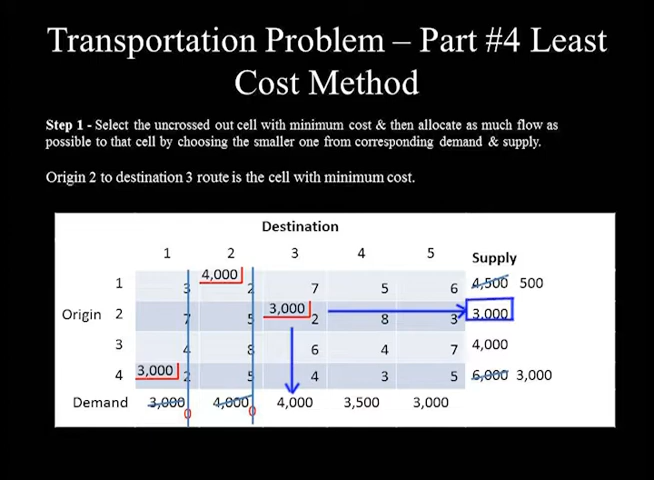 Transportation Problem – Part #4 Least
Cost Method
Step 1 - Select the uncrossed out cell with minimum cost & then allocate as much flow as
possible to that cell by choosing the smaller one from corresponding demand & supply.
Origin 2 to destination 3 route is the cell with minimum cost.
Destination
1 2 3 4 5 Supply
1 3 4,000 2 7 5 6 4,500 500
Origin 2 7 5 3,000 2 8 3 3,000
3 4 8 6 4 7 4,000
4 3,000 2 5 4 3 5 6,000 3,000
Demand 3,000 0 4,000 0 4,000 3,500 3,000